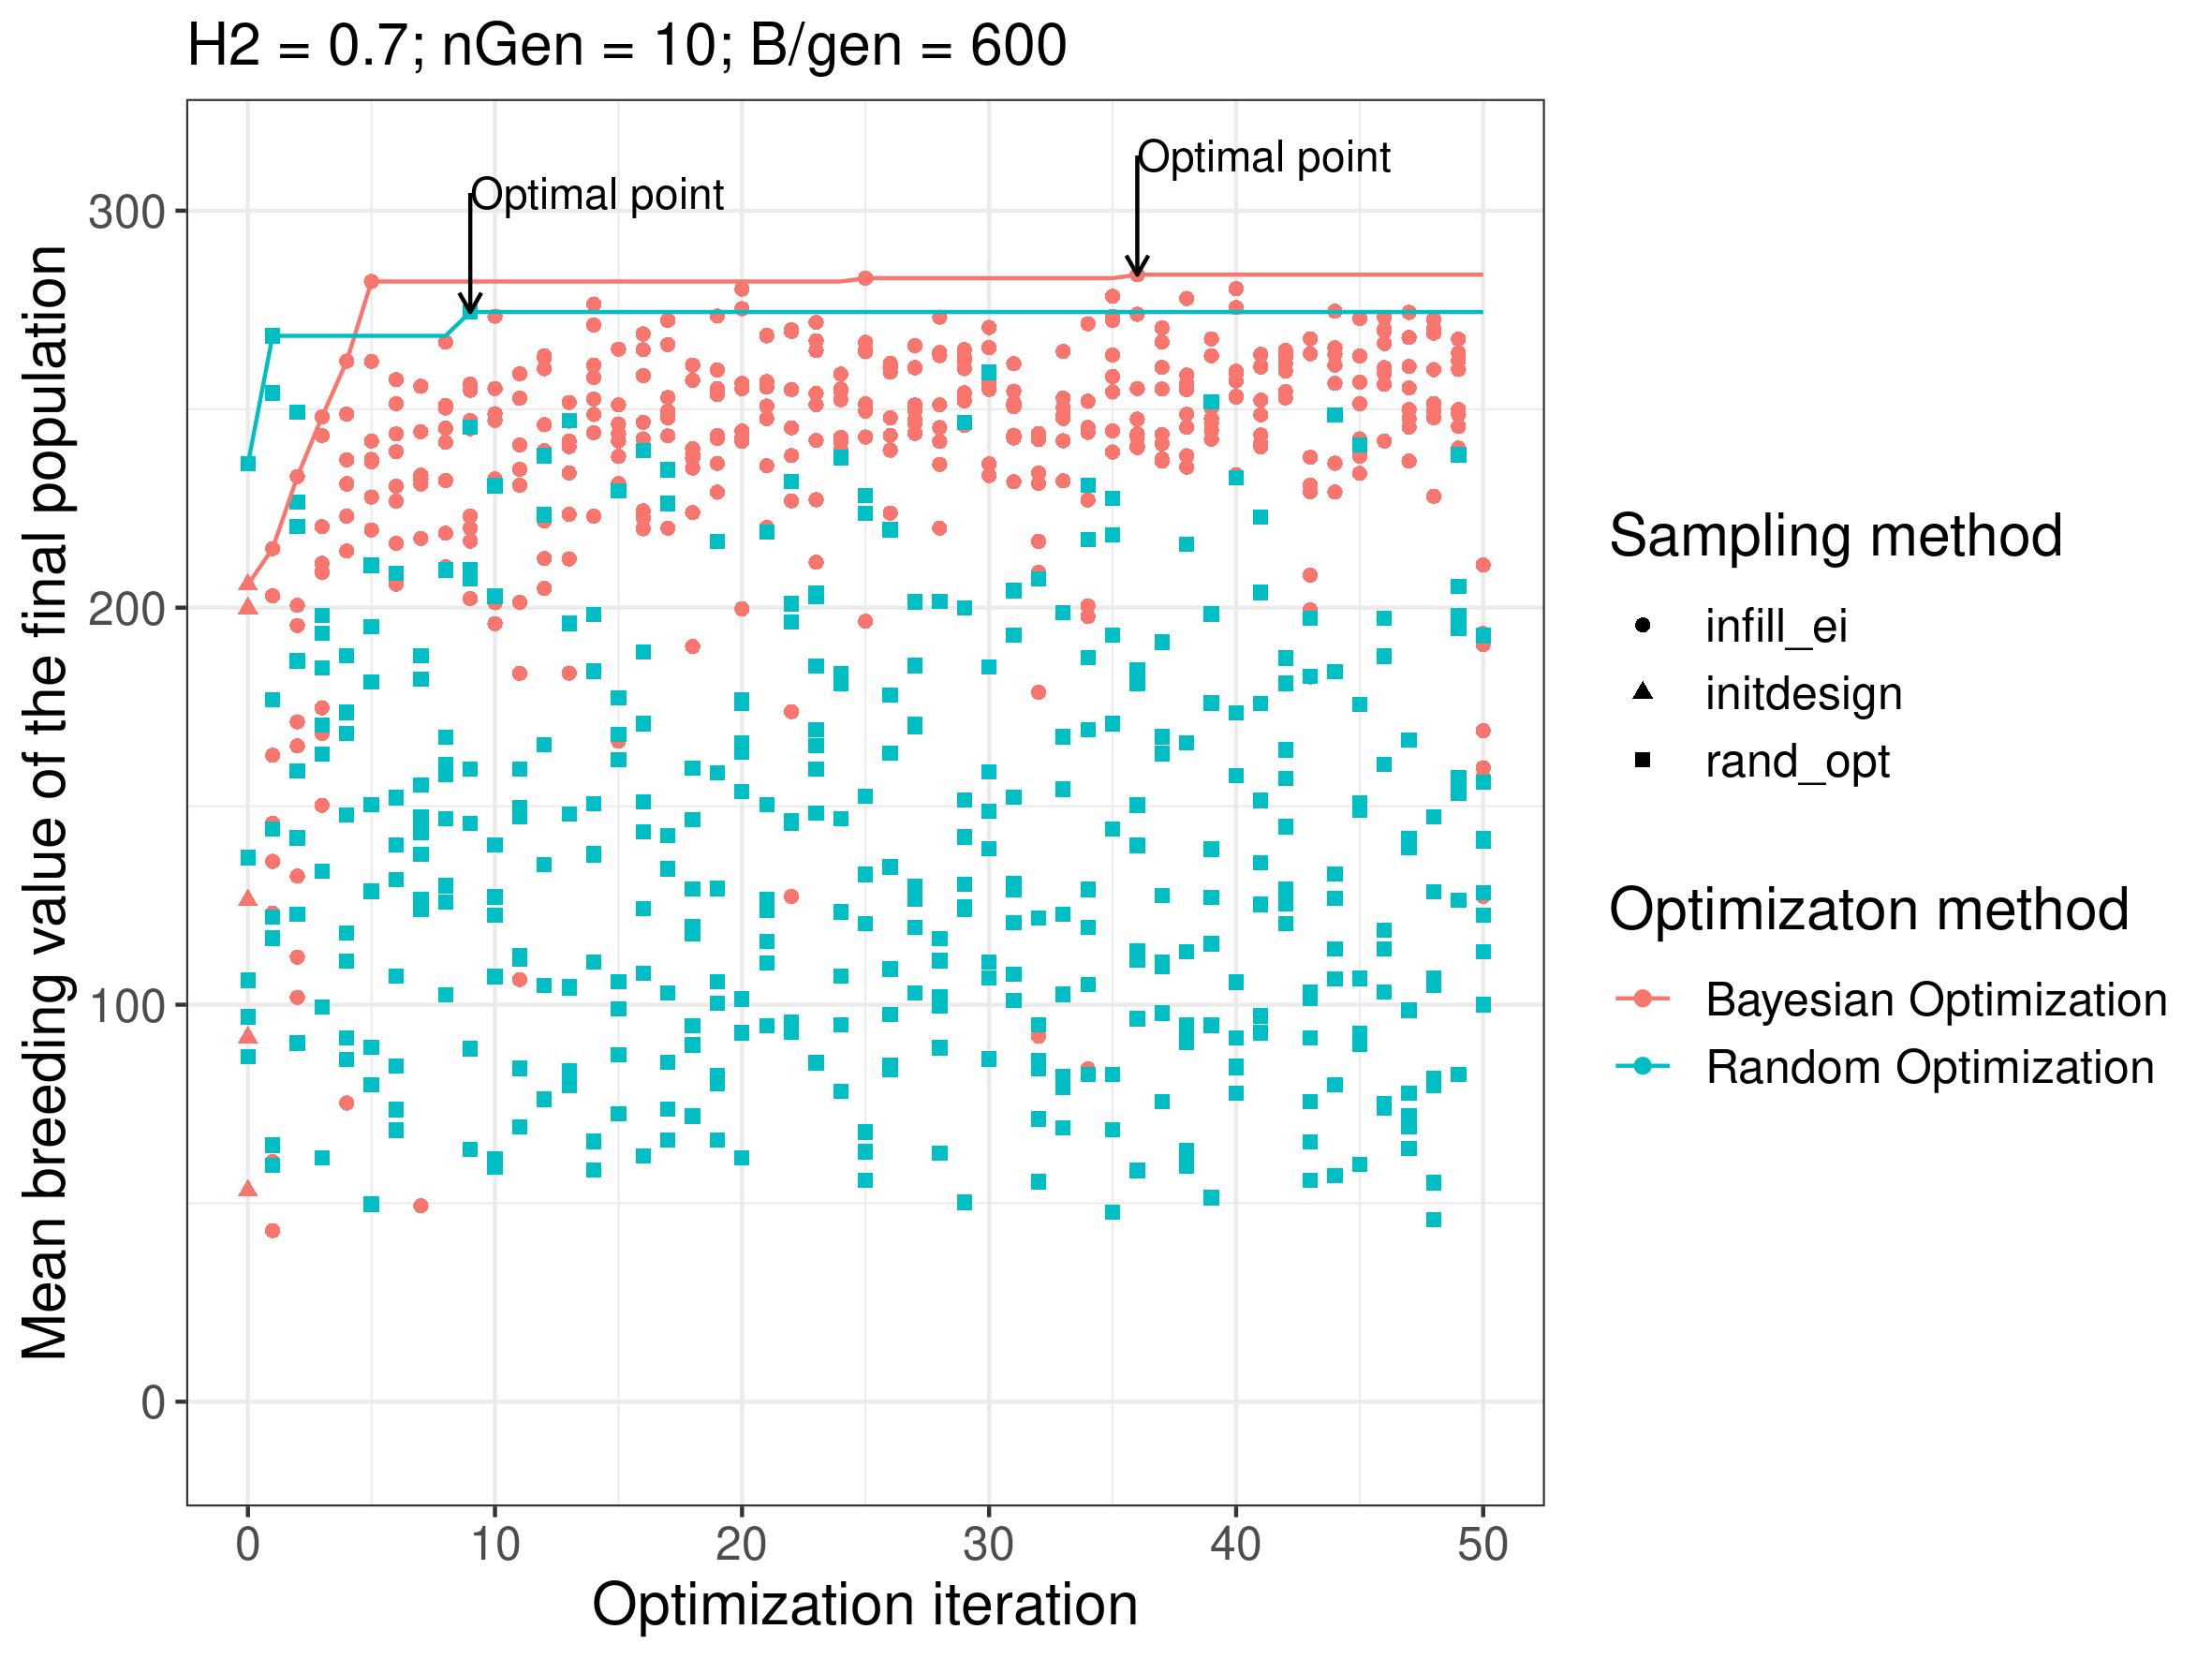 H2 = 0.7; nGen = 10; B/gen = 600
Optimal point
Optimal point
300
200
100
0
Mean breeding value of the final population
0 10 20 30 40 50
Optimization iteration
Sampling method
infill_ei
initdesign
rand_opt
Optimizaton method
Bayesian Optimization
Random Optimization